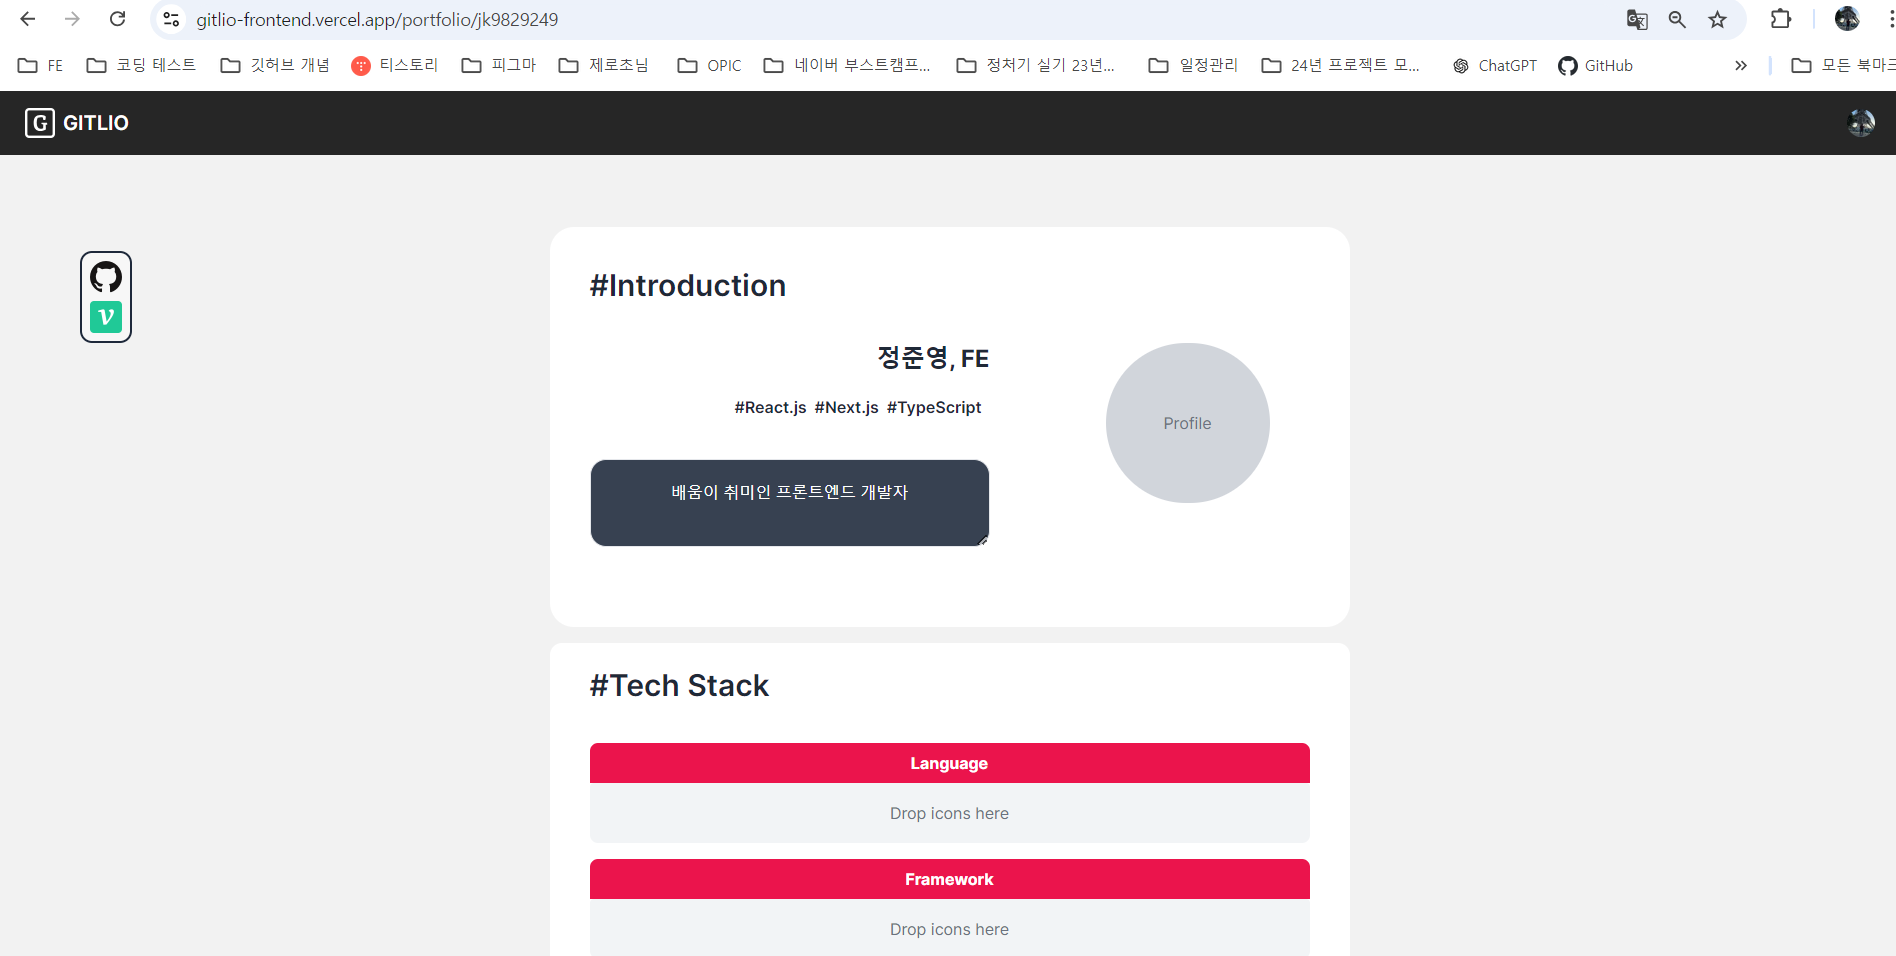 gitlio-frontend.vercel.app/portfolio/jk9829249
FE 코딩 테스트 깃허브 개념 티스토리 피그마 제로초님 OPIC 네이버 부스트캠프... 정처기 실기 23년... 일정관리 24년 프로젝트 모... ChatGPT GitHub » 모든 북마크
G GITLIO
#Introduction
정준영, FE
#React.js #Next.js #TypeScript
Profile
배움이 취미인 프론트엔드 개발자
#Tech Stack
Language
Drop icons here
Framework
Drop icons here